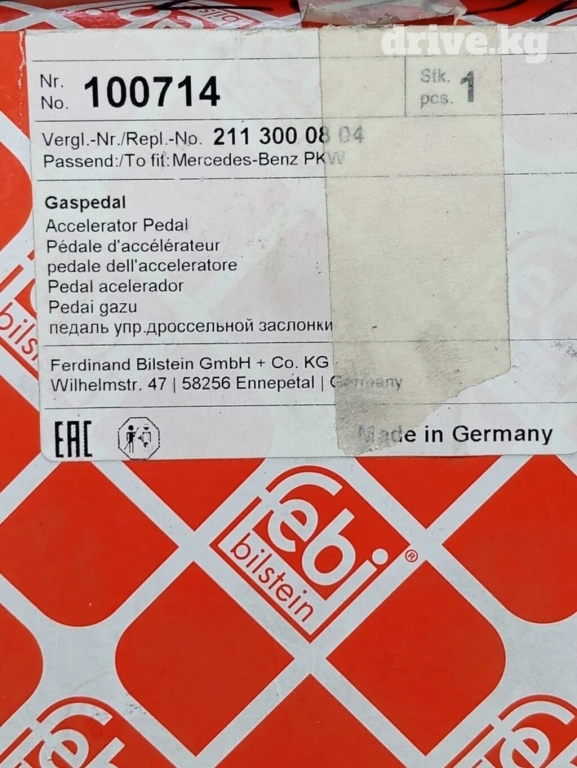 drive.kg
Nr.
No. 100714
Stk.
pcs. 1
Vergl.-Nr./Repl.-No. 211 300 08 04
Passend:/To fit:Mercedes-Benz PKW
Gaspedal
Accelerator Pedal
Pédale d'accélérateur
pedale dell'acceleratore
Pedal acelerador
Pedai gazu
педаль упр.дроссельной заслонки
Ferdinand Bilstein GmbH + Co. KG
Wilhelmstr. 47 | 58256 Ennepetal | Germany
EAC
Made in Germany
febi
bilstein
®